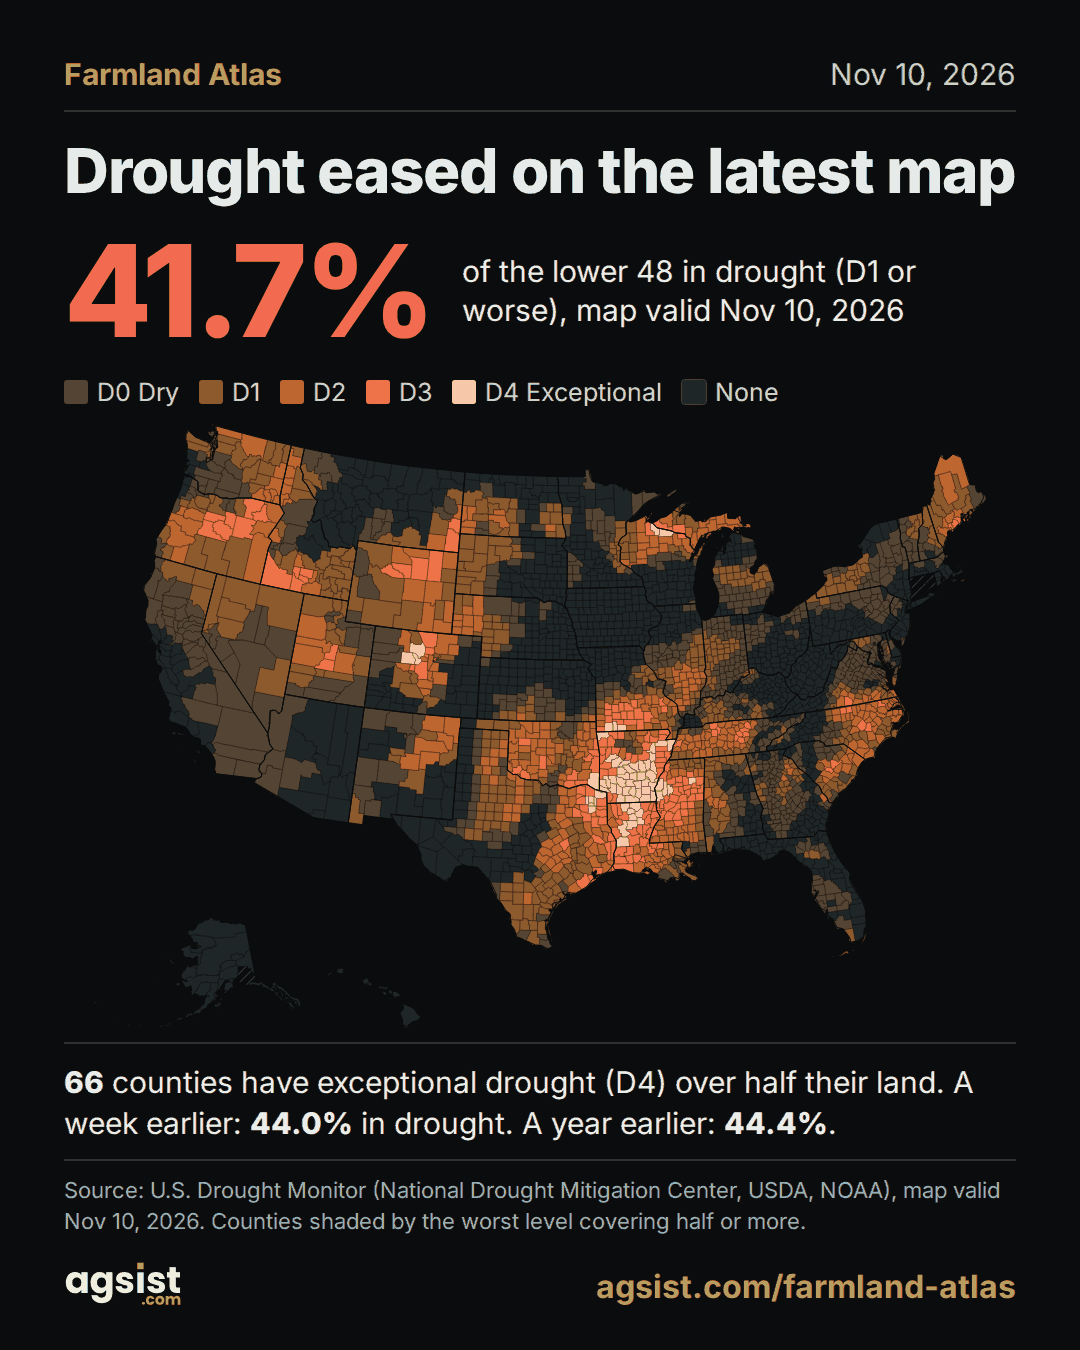 Farmland Atlas
Nov 10, 2026
Drought eased on the latest map
41.7%
of the lower 48 in drought (D1 or
worse), map valid Nov 10, 2026
D0 Dry
D1
D2
D3
D4 Exceptional
None
66 counties have exceptional drought (D4) over half their land. A
week earlier: 44.0% in drought. A year earlier: 44.4%.
Source: U.S. Drought Monitor (National Drought Mitigation Center, USDA, NOAA), map valid
Nov 10, 2026. Counties shaded by the worst level covering half or more.
agsist
.com
agsist.com/farmland-atlas